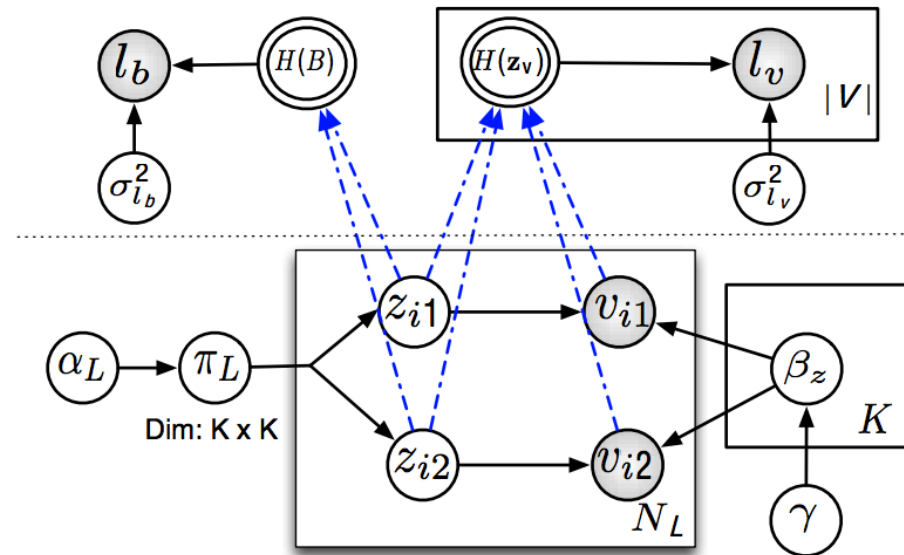 l_b H(B) H(z_v) l_v
|V|
σ²_{l_b} σ²_{l_v}
z_{i1} v_{i1}
α_L π_L β_z
Dim: K x K
K
z_{i2} v_{i2}
N_L γ